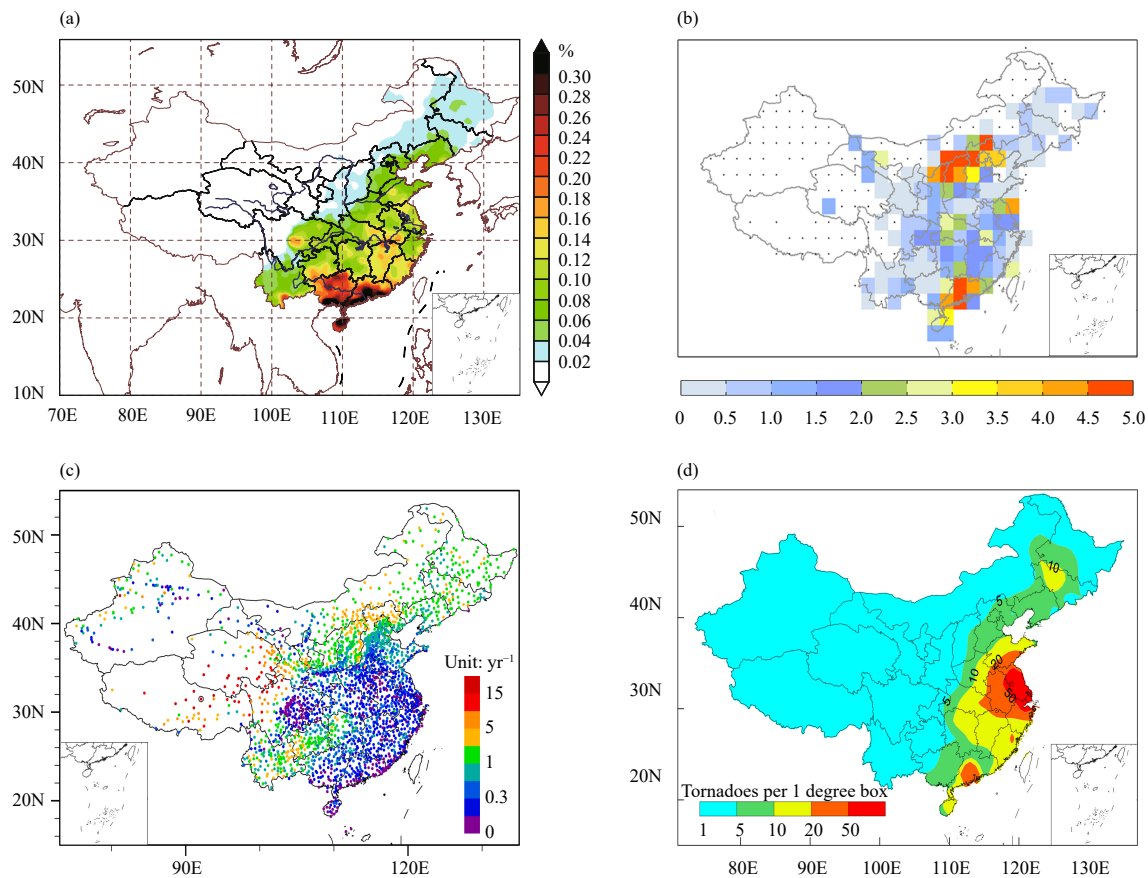 (a)
(b)
%
0.30
0.28
0.26
0.24
0.22
0.20
0.18
0.16
0.14
0.12
0.10
0.08
0.06
0.04
0.02
50N
40N
30N
20N
10N
70E 80E 90E 100E 110E 120E 130E
0 0.5 1.0 1.5 2.0 2.5 3.0 3.5 4.0 4.5 5.0
(c)
(d)
50N
40N
30N
20N
90E 120E
Unit: yr⁻¹
15
5
1
0.3
0
50N
40N
30N
20N
10
5
20
10
50
5
Tornadoes per 1 degree box
1 5 10 20 50
80E 90E 100E 110E 120E 130E